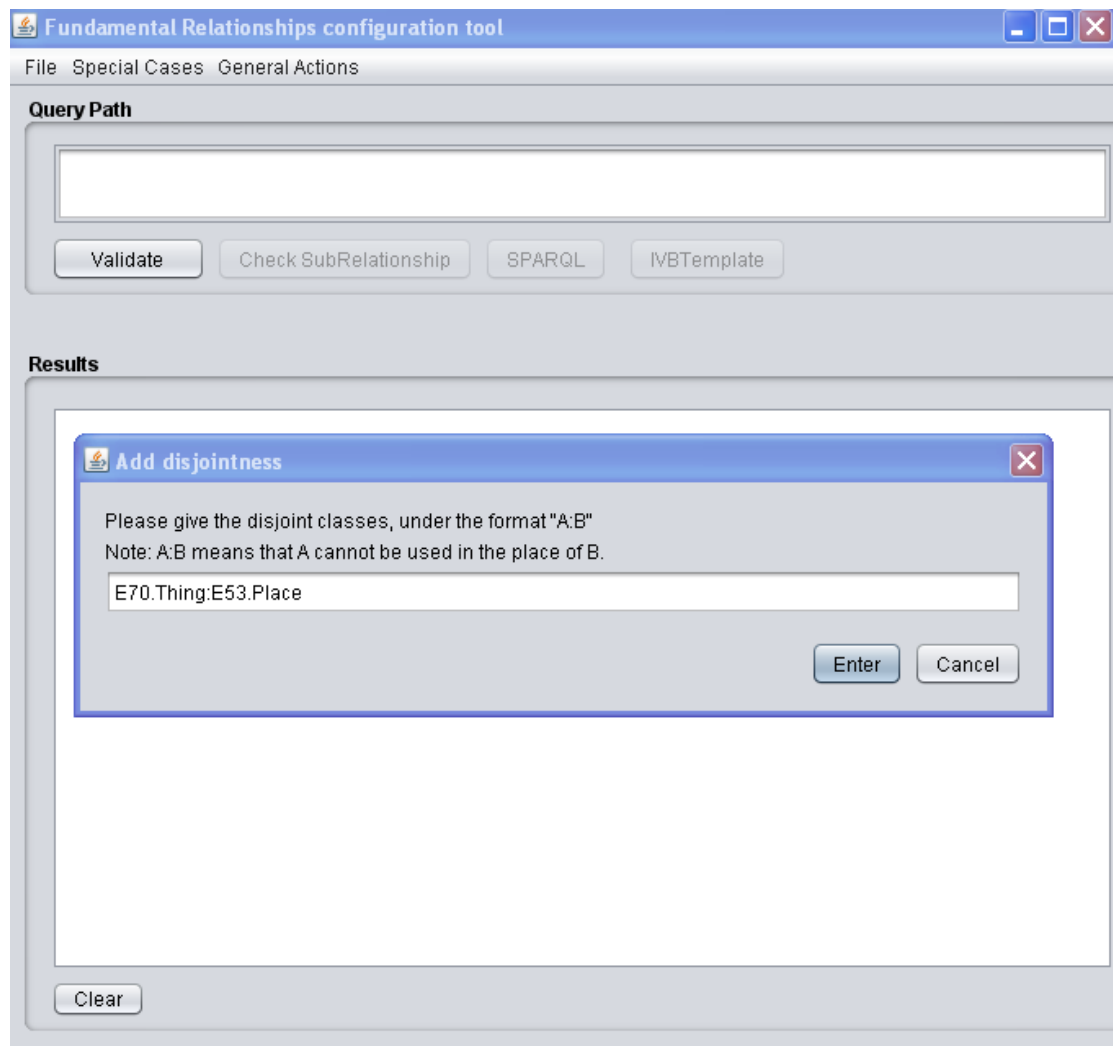 Fundamental Relationships configuration tool
File Special Cases General Actions
Query Path
Validate Check SubRelationship SPARQL IVBTemplate
Results
Add disjointness
Please give the disjoint classes, under the format "A:B"
Note: A:B means that A cannot be used in the place of B.
E70.Thing:E53.Place
Enter Cancel
Clear